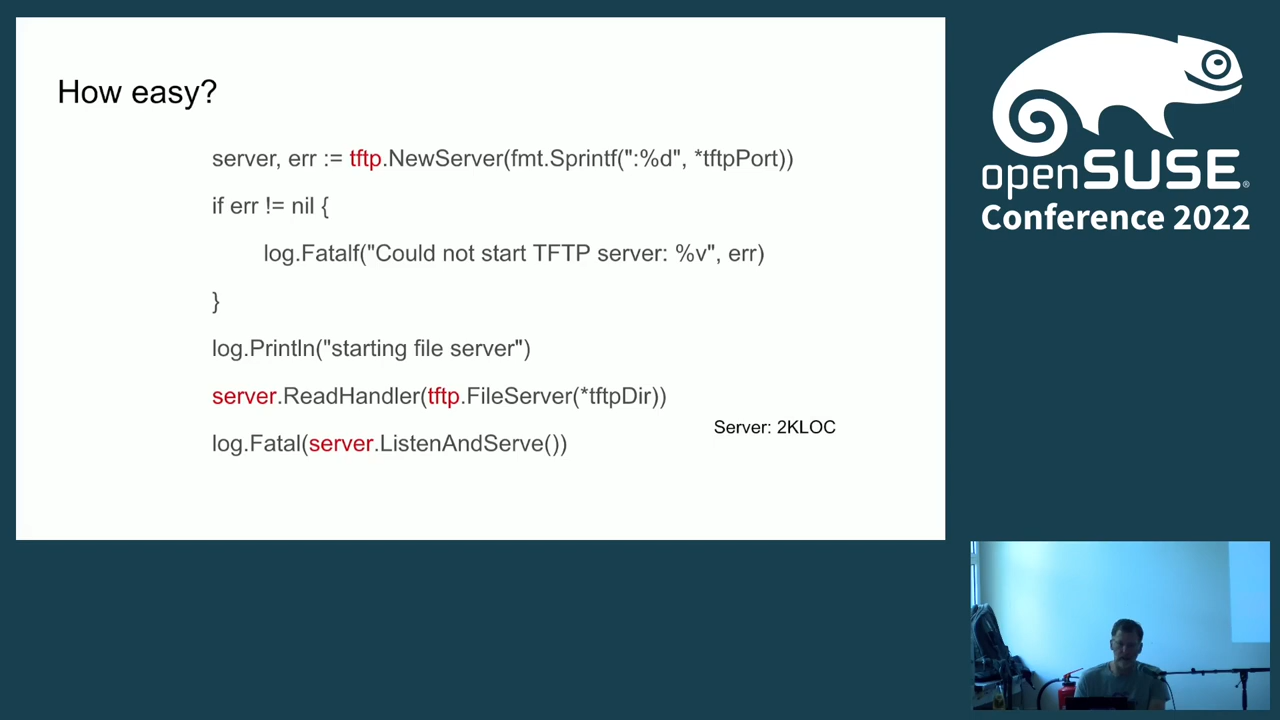 How easy?
server, err := tftp.NewServer(fmt.Sprintf(":%d", *tftpPort))
if err != nil {
log.Fatalf("Could not start TFTP server: %v", err)
}
log.Println("starting file server")
server.ReadHandler(tftp.FileServer(*tftpDir))
log.Fatal(server.ListenAndServe())
Server: 2KLOC
openSUSE®
Conference 2022